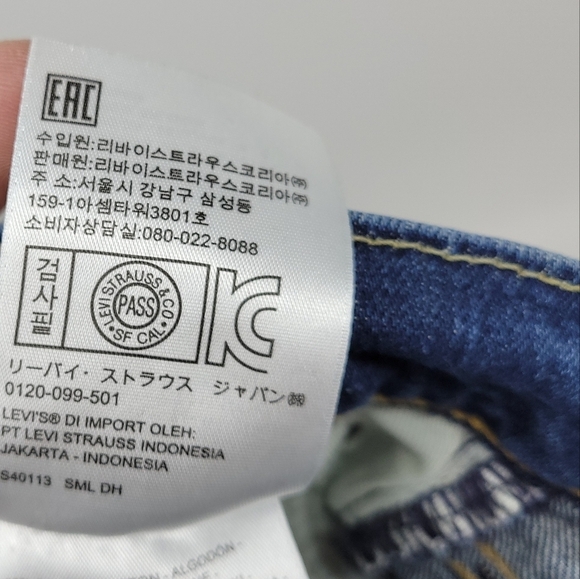 EAC
수입원:리바이스트라우스코리아㈜
판매원:리바이스트라우스코리아㈜
주 소:서울시 강남구 삼성동
159-1아셈타워3801호
소비자상담실:080-022-8088
검사필
LEVI STRAUSS & CO
PASS
SF CAL
リーバイ・ストラウス ジャパン㈱
0120-099-501
LEVI'S® DI IMPORT OLEH:
PT LEVI STRAUSS INDONESIA
JAKARTA - INDONESIA
S40113 SML DH
- ALGODÓN -